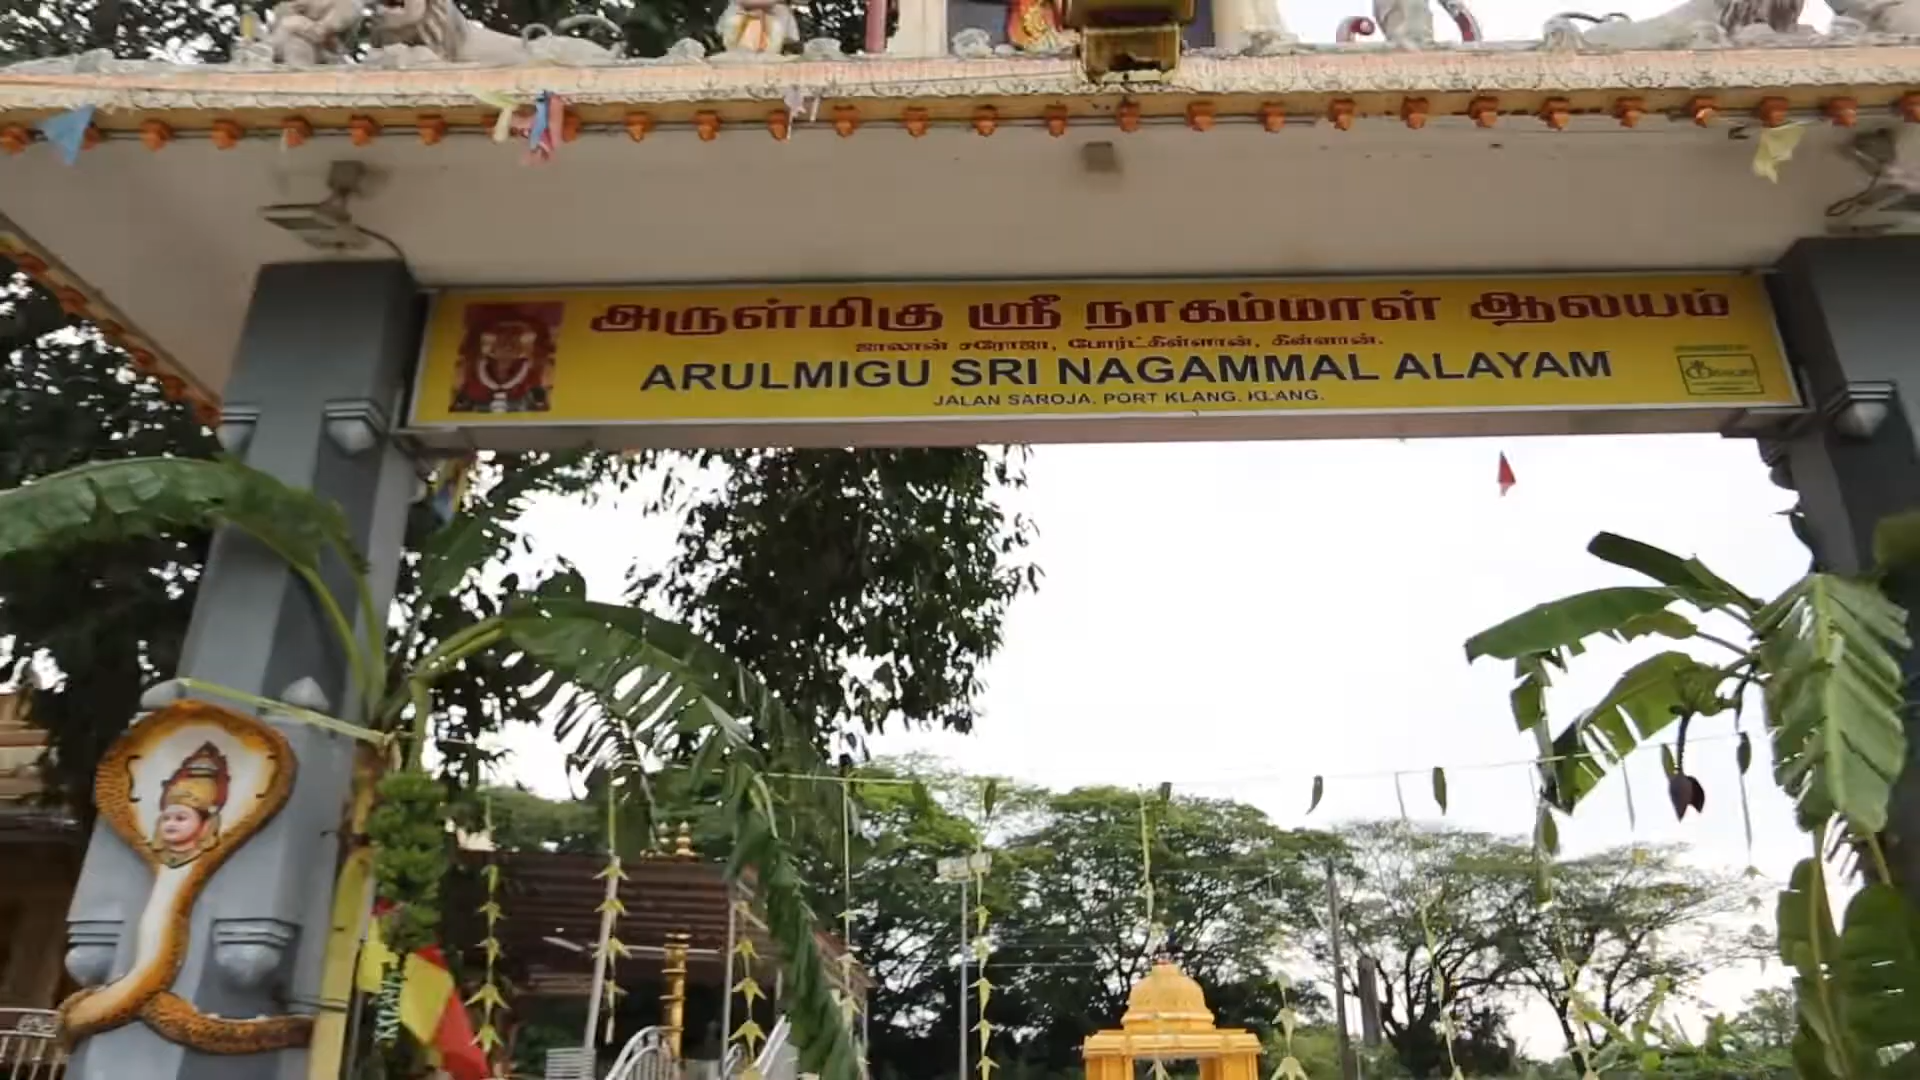 அருள்மிகு ஸ்ரீ நாகம்மாள் ஆலயம்
ஜாலான் சரோஜா, போர்ட்கிள்ளான், கிள்ளான்.
ARULMIGU SRI NAGAMMAL ALAYAM
JALAN SAROJA, PORT KLANG, KLANG.